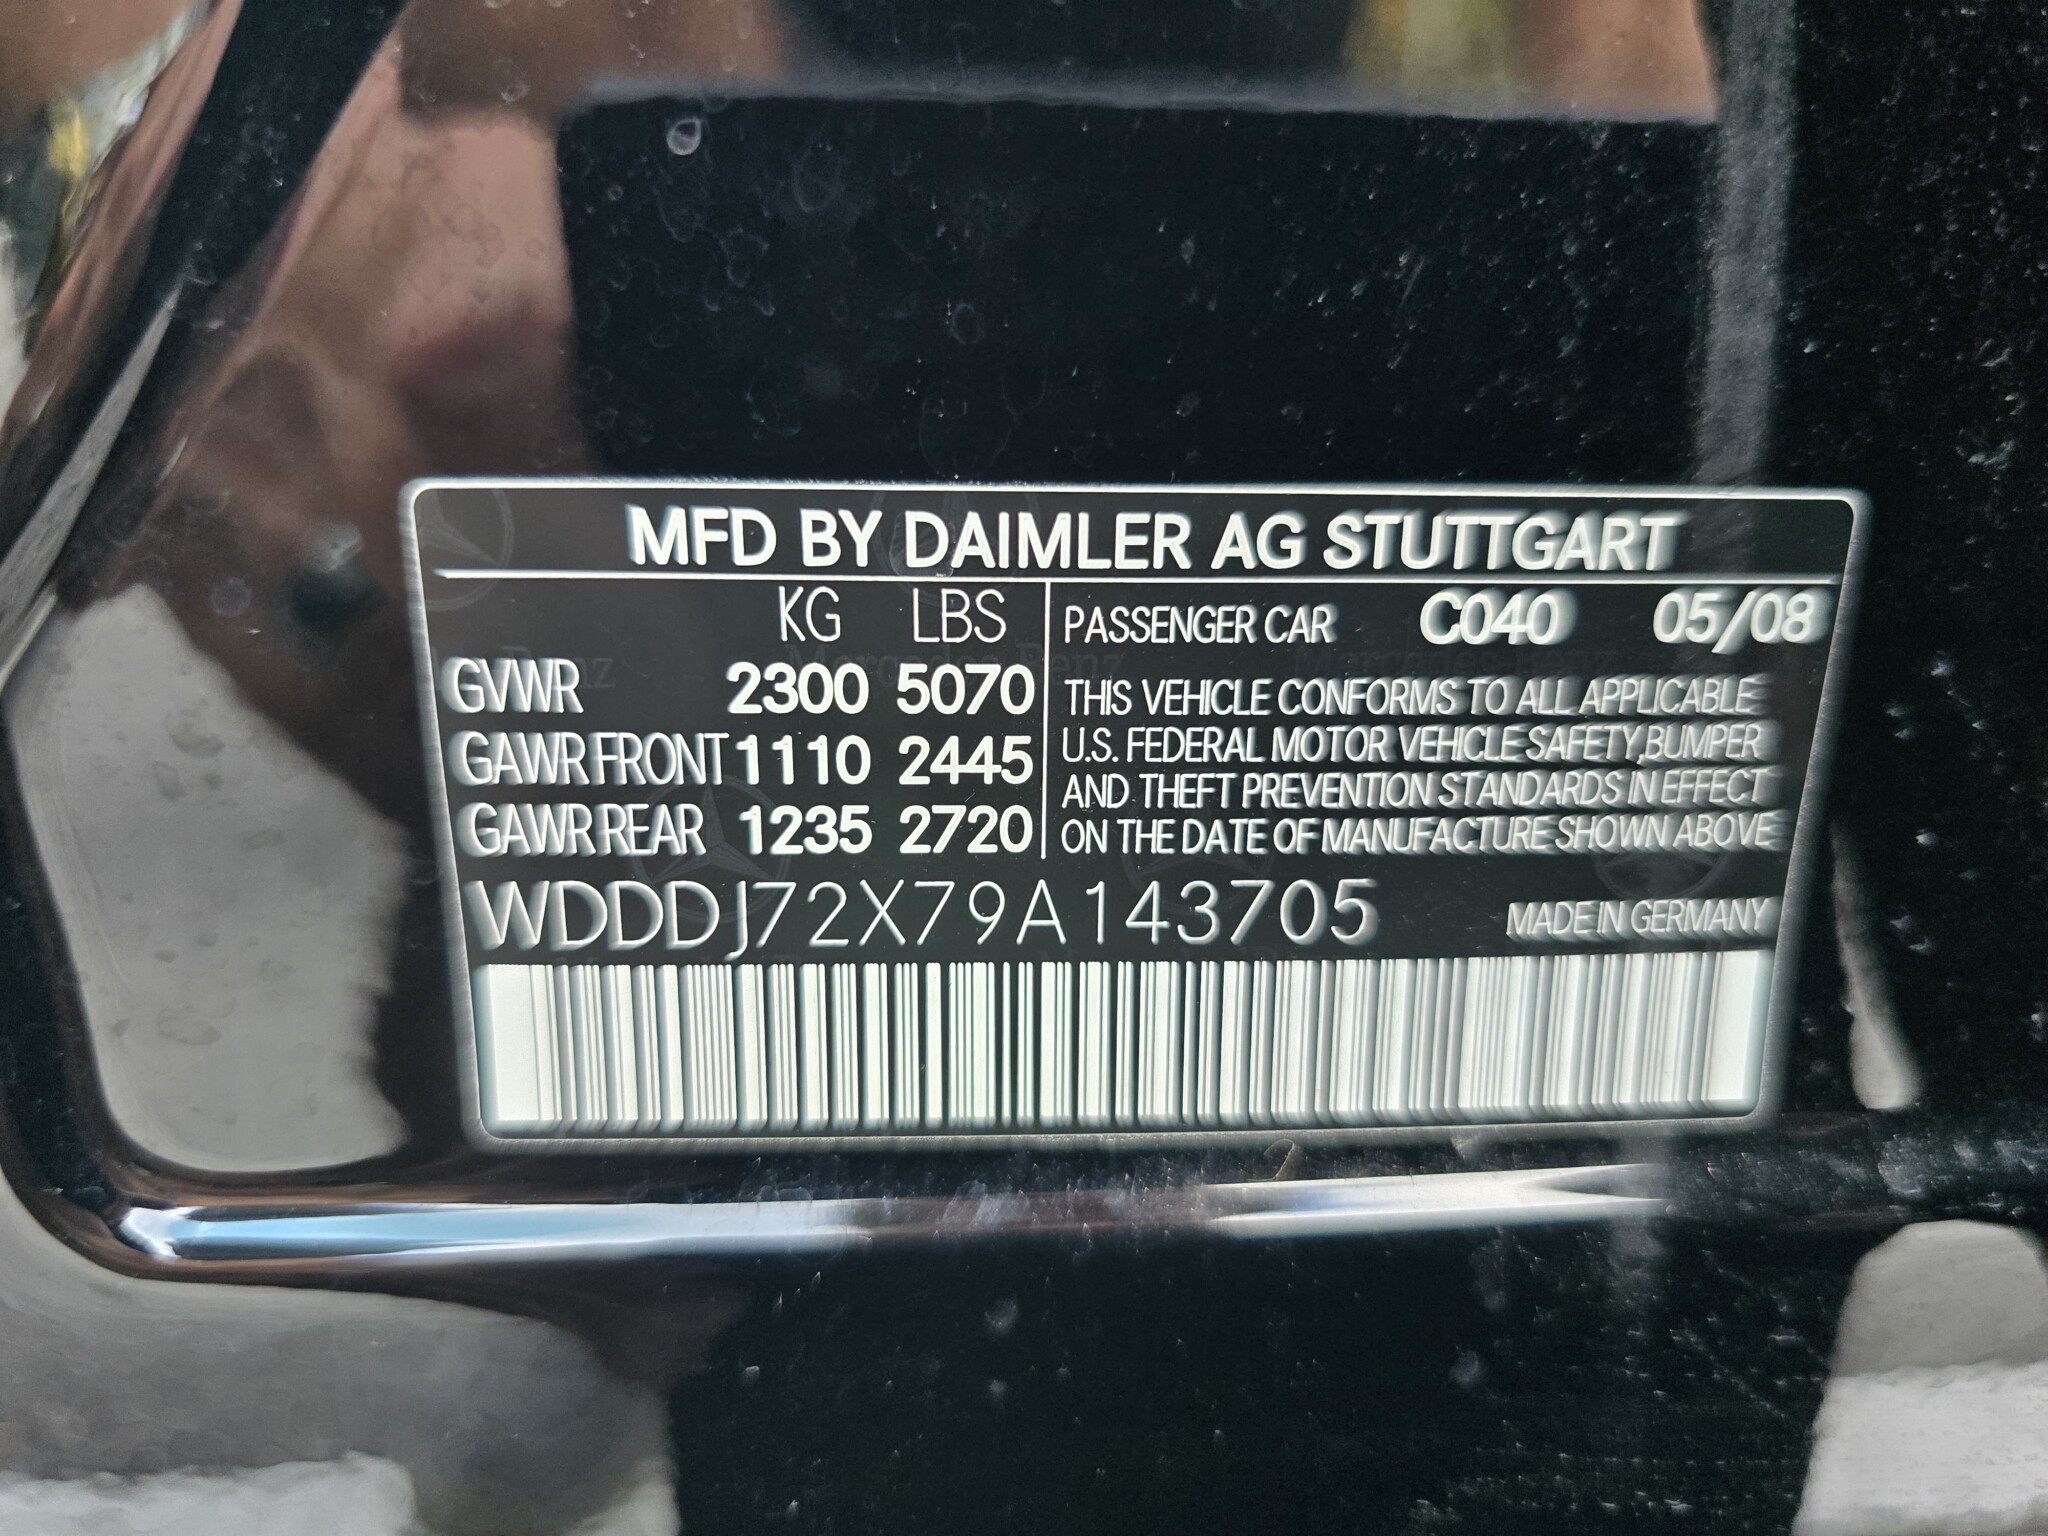 MFD BY DAIMLER AG STUTTGART
KG LBS
GVWR 2300 5070
GAWR FRONT 1110 2445
GAWR REAR 1235 2720
PASSENGER CAR C040 05/08
THIS VEHICLE CONFORMS TO ALL APPLICABLE
U.S. FEDERAL MOTOR VEHICLE SAFETY, BUMPER
AND THEFT PREVENTION STANDARDS IN EFFECT
ON THE DATE OF MANUFACTURE SHOWN ABOVE
WDDDJ72X79A143705
MADE IN GERMANY
Mercedes Benz